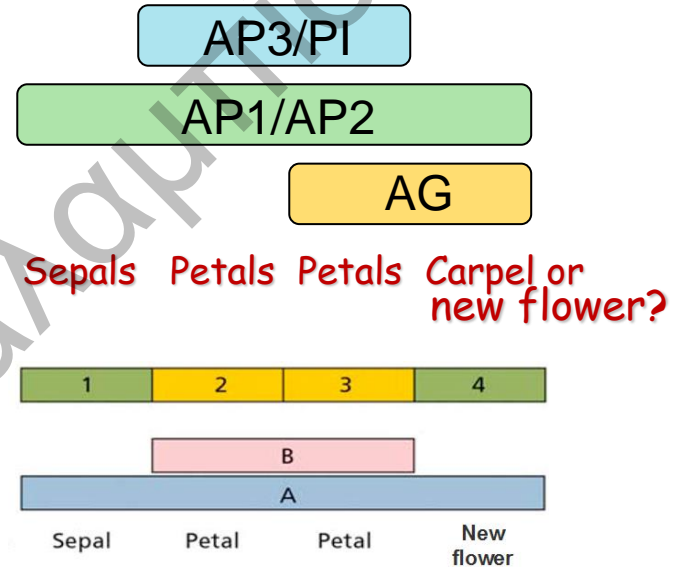 AP3/PI
AP1/AP2
AG
Sepals Petals Petals Carpel or
new flower?
1 2 3 4
B
A
Sepal Petal Petal New
flower